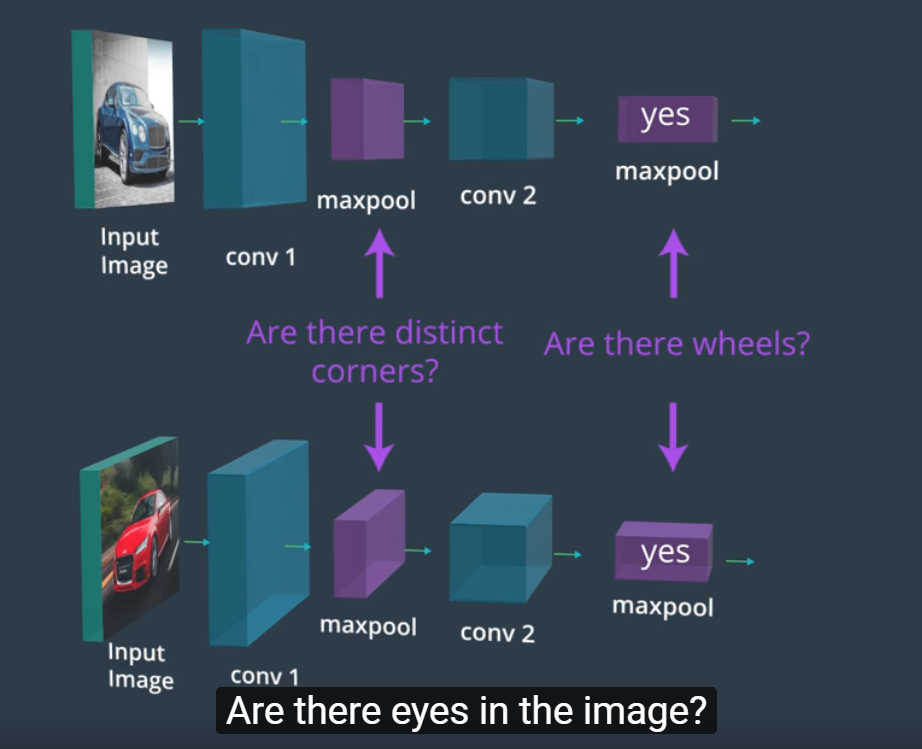 yes
maxpool
maxpool
conv 2
Input
Image
conv 1
Are there distinct
corners?
Are there wheels?
yes
maxpool
maxpool
conv 2
Input
Image
conv 1
Are there eyes in the image?